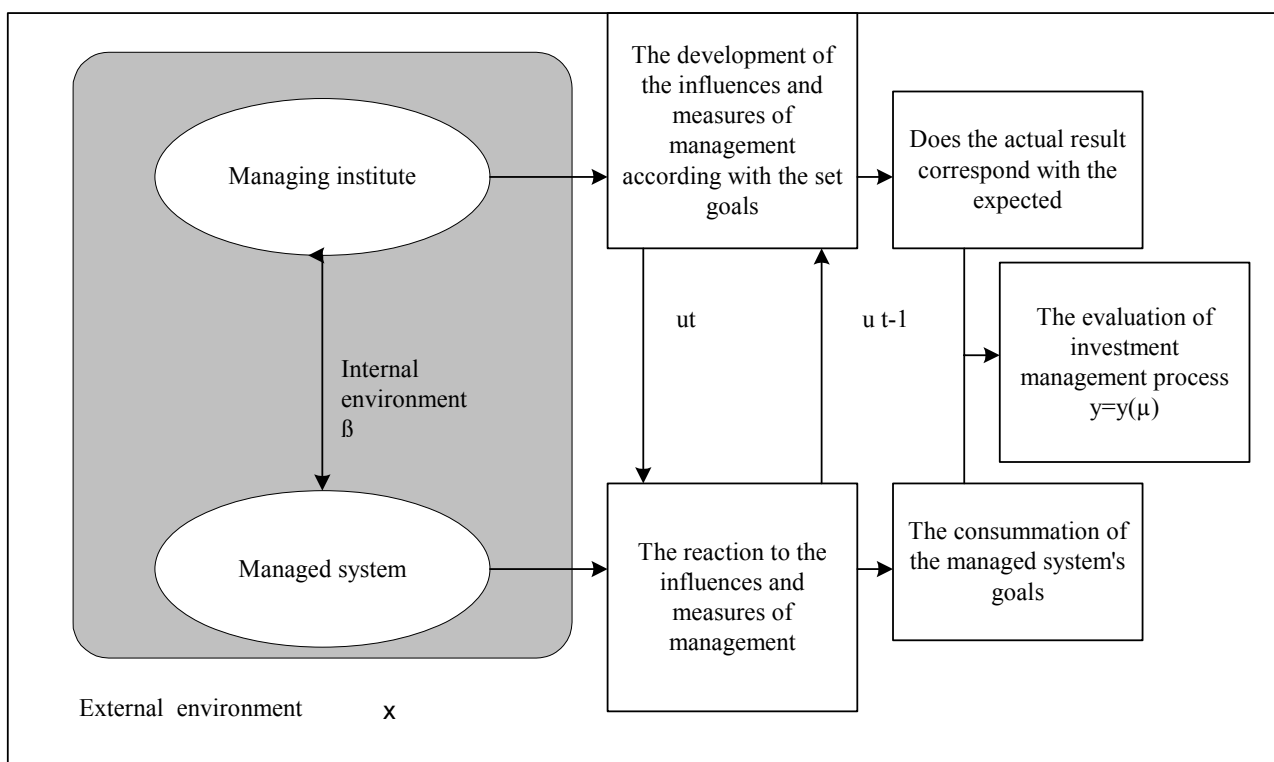 The development of
the influences and
measures of
management
according with the set
goals
Managing institute
Does the actual result
correspond with the
expected
ut
u t-1
The evaluation of
investment
management process
y=y(µ)
Internal
environment
ß
Managed system
The reaction to the
influences and
measures of
management
The consummation of
the managed system's
goals
External environment x